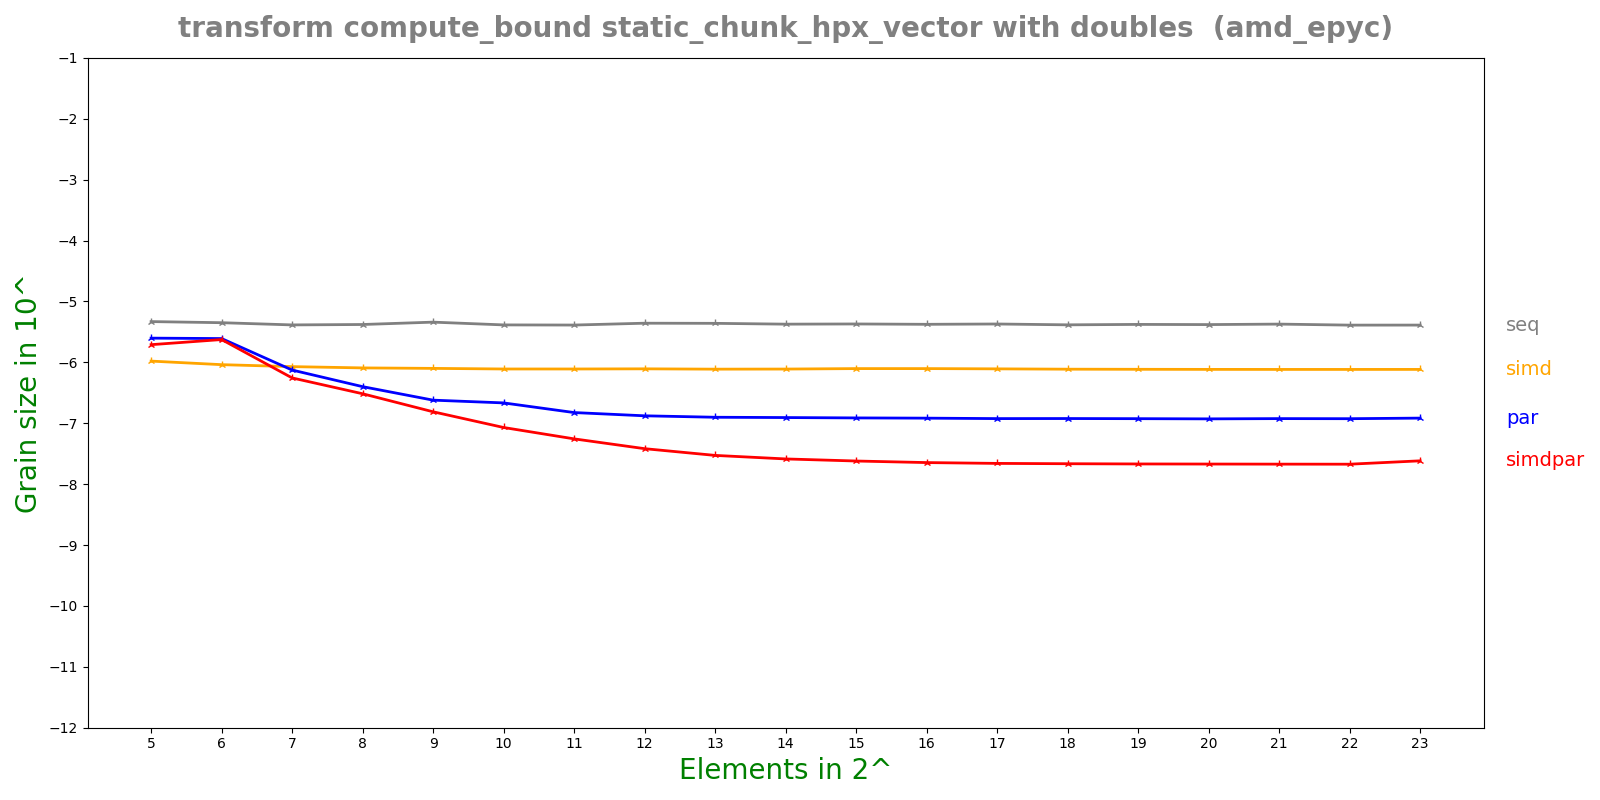 transform compute_bound static_chunk_hpx_vector with doubles (amd_epyc)
Grain size in 10^
−1
−2
−3
−4
−5
−6
−7
−8
−9
−10
−11
−12
seq
simd
par
simdpar
5 6 7 8 9 10 11 12 13 14 15 16 17 18 19 20 21 22 23
Elements in 2^